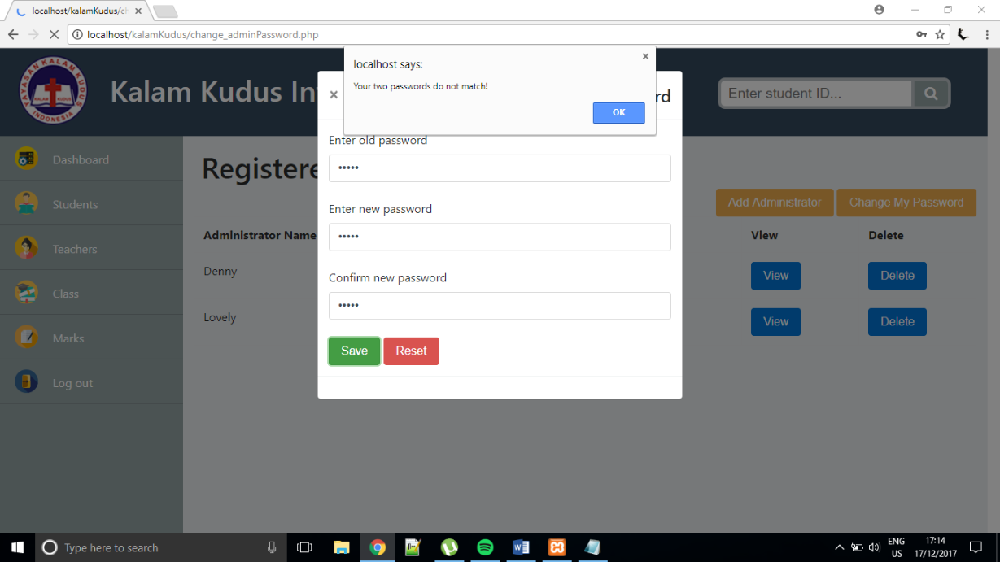 localhost/kalamKudus/ch
localhost/kalamKudus/change_adminPassword.php
YAYASAN KALAM KUDUS
INDONESIA
KALAM KUDUS
Kalam Kudus In
Enter student ID...
localhost says:
Your two passwords do not match!
OK
rd
Dashboard
Students
Teachers
Class
Marks
Log out
Registere
Add Administrator
Change My Password
Administrator Name
View
Delete
Denny
View
Delete
Lovely
View
Delete
Enter old password
Enter new password
Confirm new password
Save
Reset
Type here to search
ENG
US
17:14
17/12/2017